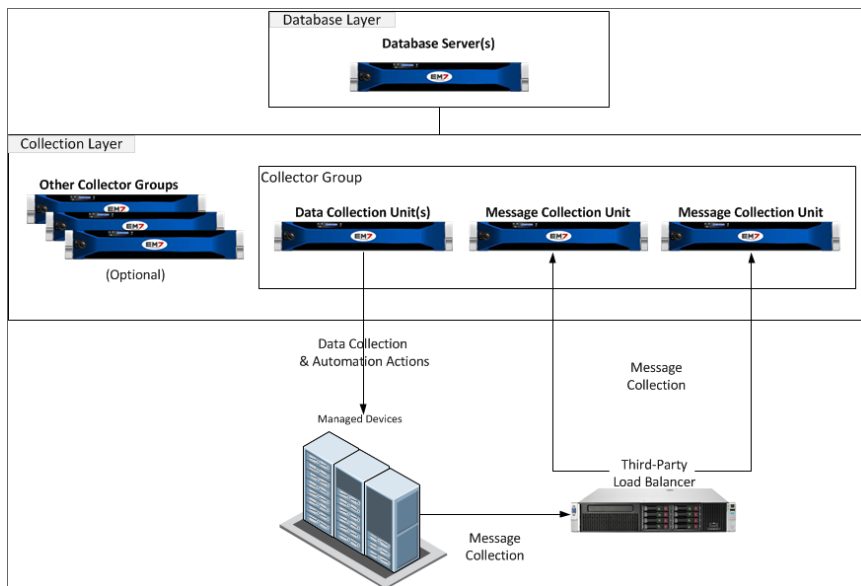 Database Layer
Database Server(s)
EM7
Collection Layer
Other Collector Groups
EM7
EM7
EM7
(Optional)
Collector Group
Data Collection Unit(s)
Message Collection Unit
Message Collection Unit
EM7
EM7
EM7
Data Collection
& Automation Actions
Message
Collection
Managed Devices
Third-Party
Load Balancer
Message
Collection